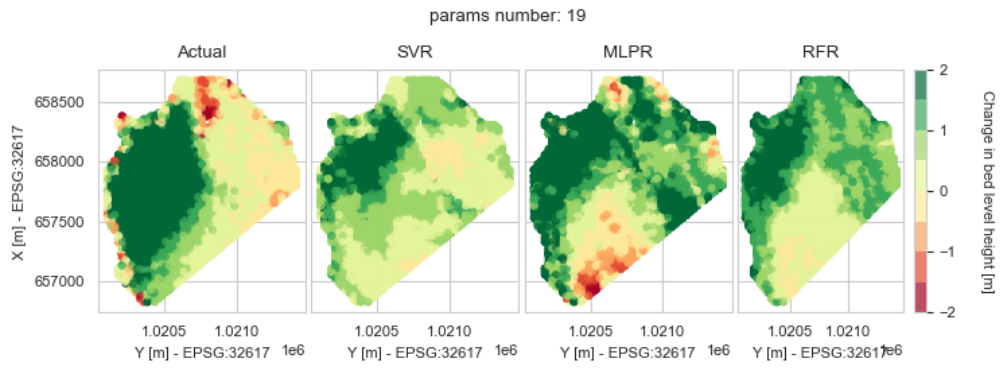 params number: 19
Actual
SVR
MLPR
RFR
658500
658000
657500
657000
X [m] - EPSG:32617
1.0205 1.0210
1.0205 1.0210
1.0205 1.0210
1.0205 1.0210
Y [m] - EPSG:32617 1e6
Y [m] - EPSG:32617 1e6
Y [m] - EPSG:32617 1e6
Y [m] - EPSG:32617 1e6
2
1
0
−1
−2
Change in bed level height [m]